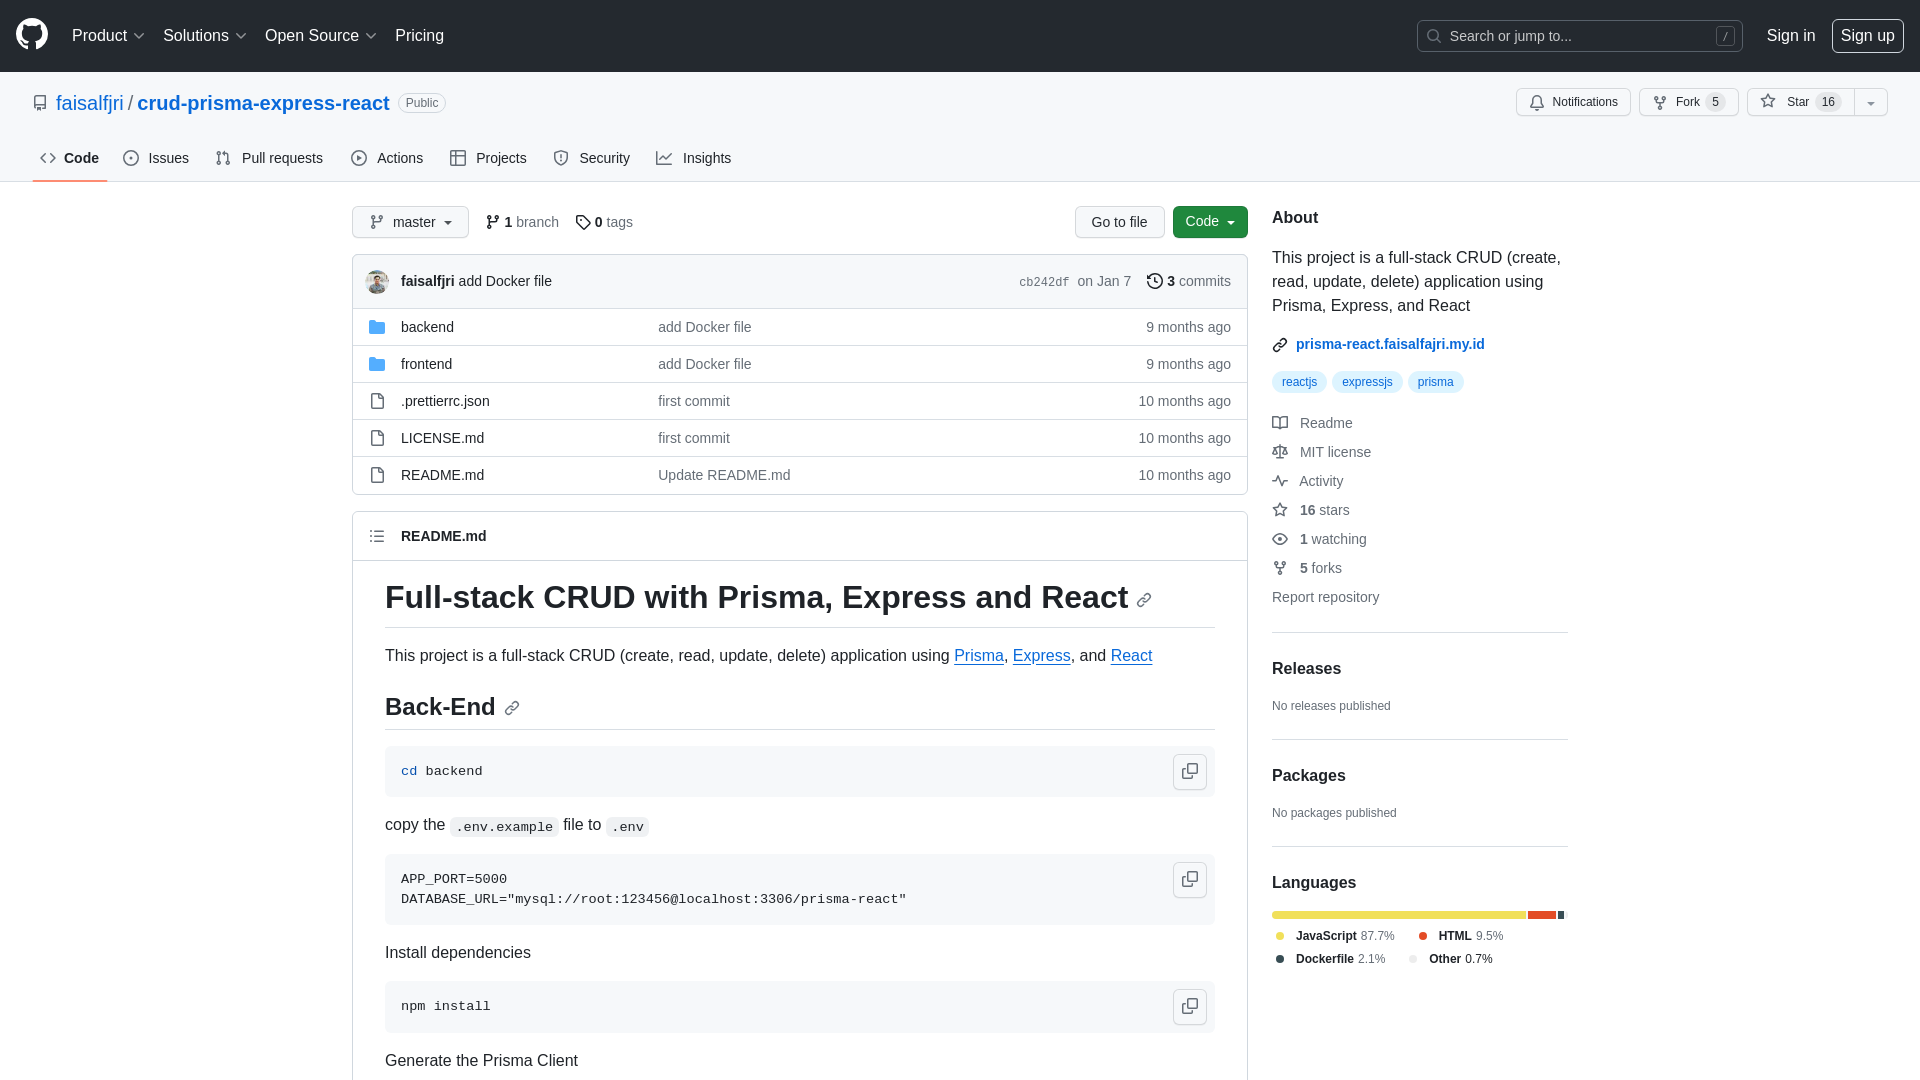 Product
Solutions
Open Source
Pricing
Search or jump to...
/
Sign in
Sign up
faisalfjri / crud-prisma-express-react Public
Notifications
Fork 5
Star 16
Code
Issues
Pull requests
Actions
Projects
Security
Insights
master
1 branch
0 tags
Go to file
Code
faisalfjri add Docker file
cb242df on Jan 7
3 commits
backend add Docker file 9 months ago
frontend add Docker file 9 months ago
.prettierrc.json first commit 10 months ago
LICENSE.md first commit 10 months ago
README.md Update README.md 10 months ago
README.md
Full-stack CRUD with Prisma, Express and React
This project is a full-stack CRUD (create, read, update, delete) application using Prisma, Express, and React
Back-End
cd backend
copy the .env.example file to .env
APP_PORT=5000
DATABASE_URL="mysql://root:123456@localhost:3306/prisma-react"
Install dependencies
npm install
Generate the Prisma Client
About
This project is a full-stack CRUD (create,
read, update, delete) application using
Prisma, Express, and React
prisma-react.faisalfajri.my.id
reactjs expressjs prisma
Readme
MIT license
Activity
16 stars
1 watching
5 forks
Report repository
Releases
No releases published
Packages
No packages published
Languages
JavaScript 87.7% HTML 9.5%
Dockerfile 2.1% Other 0.7%